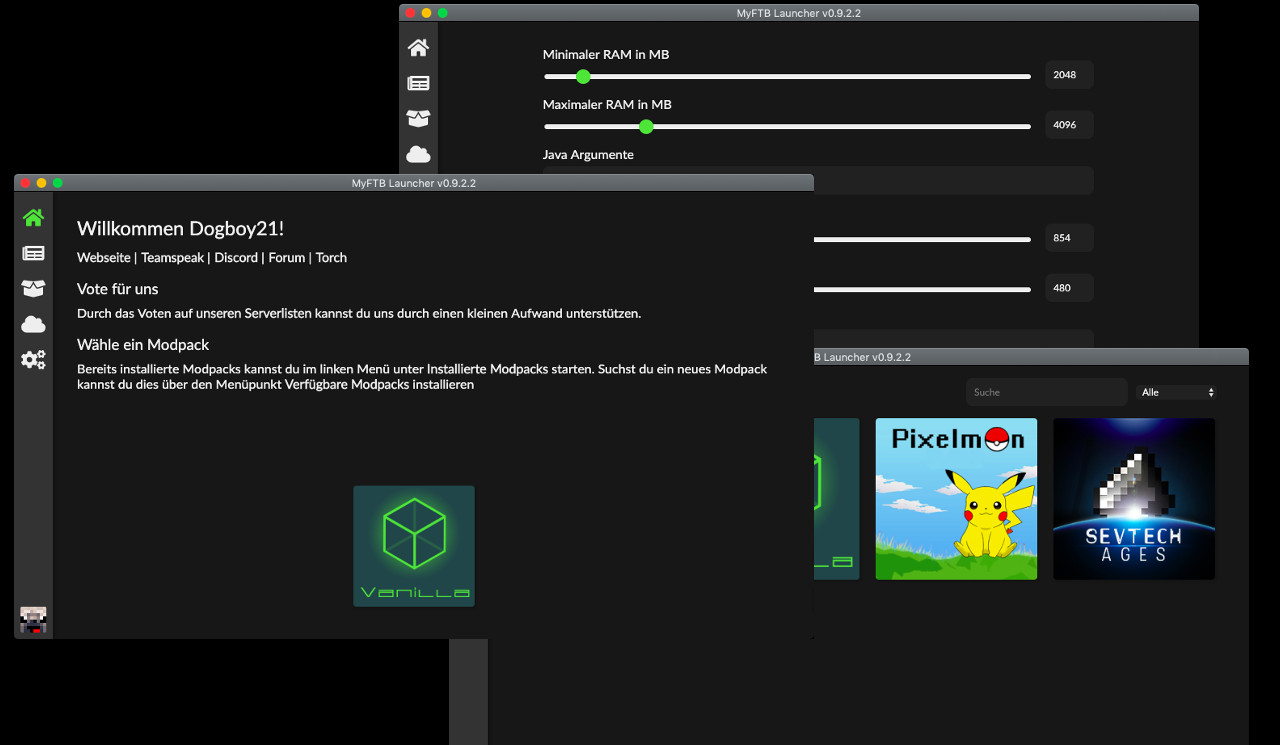 MyFTB Launcher v0.9.2.2
Minimaler RAM in MB
2048
Maximaler RAM in MB
4096
Java Argumente
854
480
MyFTB Launcher v0.9.2.2
Willkommen Dogboy21!
Webseite | Teamspeak | Discord | Forum | Torch
Vote für uns
Durch das Voten auf unseren Serverlisten kannst du uns durch einen kleinen Aufwand unterstützen.
Wähle ein Modpack
Bereits installierte Modpacks kannst du im linken Menü unter Installierte Modpacks starten. Suchst du ein neues Modpack
kannst du dies über den Menüpunkt Verfügbare Modpacks installieren
Vanilla
B Launcher v0.9.2.2
Suche
Alle
Pixelmon
SEVTECH
AGES